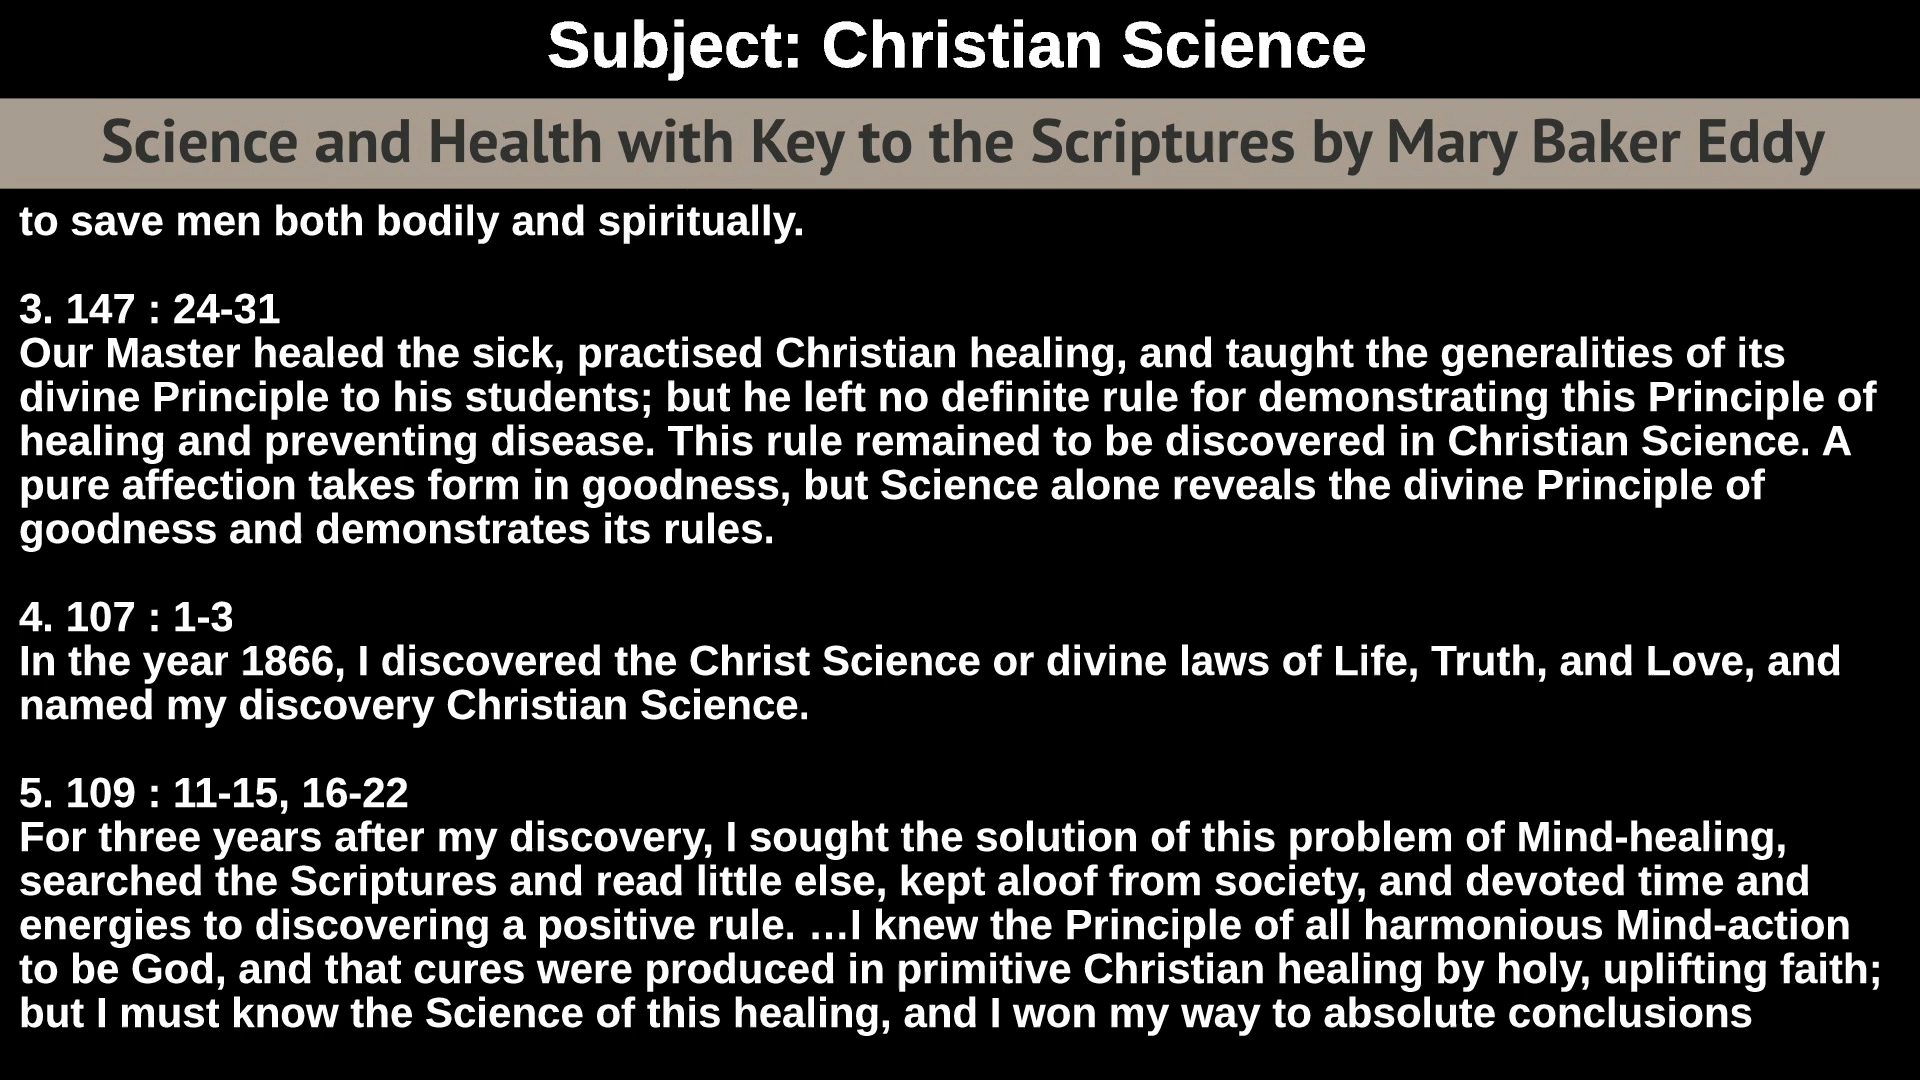 Subject: Christian Science
Science and Health with Key to the Scriptures by Mary Baker Eddy
to save men both bodily and spiritually.
3. 147 : 24-31
Our Master healed the sick, practised Christian healing, and taught the generalities of its
divine Principle to his students; but he left no definite rule for demonstrating this Principle of
healing and preventing disease. This rule remained to be discovered in Christian Science. A
pure affection takes form in goodness, but Science alone reveals the divine Principle of
goodness and demonstrates its rules.
4. 107 : 1-3
In the year 1866, I discovered the Christ Science or divine laws of Life, Truth, and Love, and
named my discovery Christian Science.
5. 109 : 11-15, 16-22
For three years after my discovery, I sought the solution of this problem of Mind-healing,
searched the Scriptures and read little else, kept aloof from society, and devoted time and
energies to discovering a positive rule. …I knew the Principle of all harmonious Mind-action
to be God, and that cures were produced in primitive Christian healing by holy, uplifting faith;
but I must know the Science of this healing, and I won my way to absolute conclusions